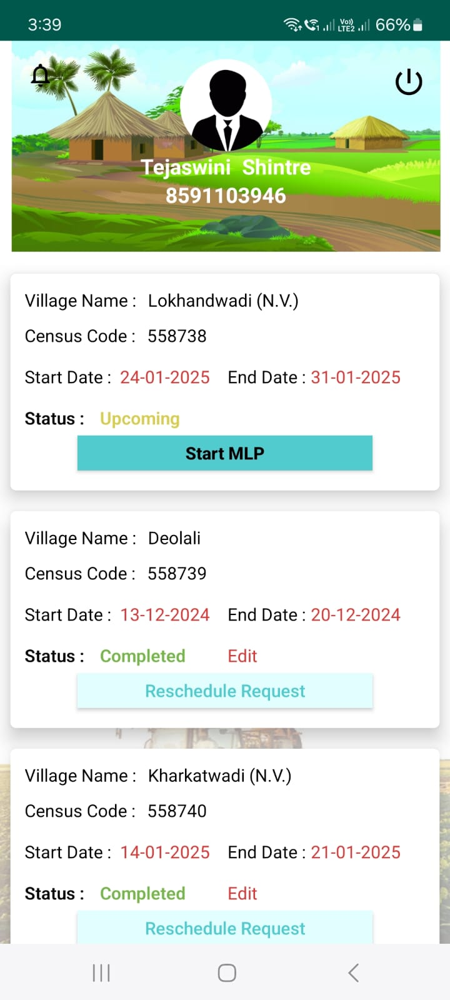 3:39
1 Vo)) LTE2 66%
Tejaswini Shintre
8591103946
Village Name : Lokhandwadi (N.V.)
Census Code : 558738
Start Date : 24-01-2025 End Date : 31-01-2025
Status : Upcoming
Start MLP
Village Name : Deolali
Census Code : 558739
Start Date : 13-12-2024 End Date : 20-12-2024
Status : Completed Edit
Reschedule Request
Village Name : Kharkatwadi (N.V.)
Census Code : 558740
Start Date : 14-01-2025 End Date : 21-01-2025
Status : Completed Edit
Reschedule Request